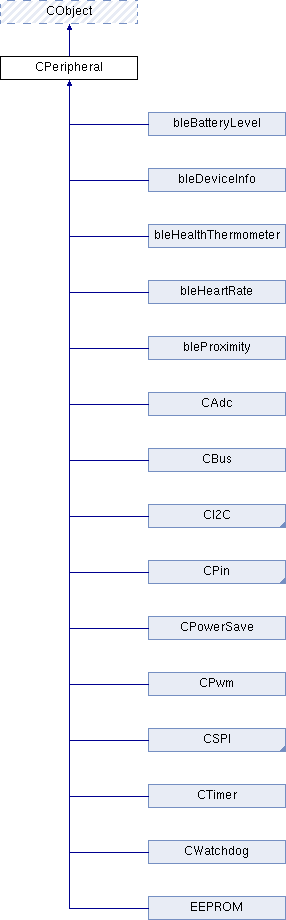 CObject
CPeripheral
bleBatteryLevel
bleDeviceInfo
bleHealthThermometer
bleHeartRate
bleProximity
CAdc
CBus
CI2C
CPin
CPowerSave
CPwm
CSPI
CTimer
CWatchdog
EEPROM